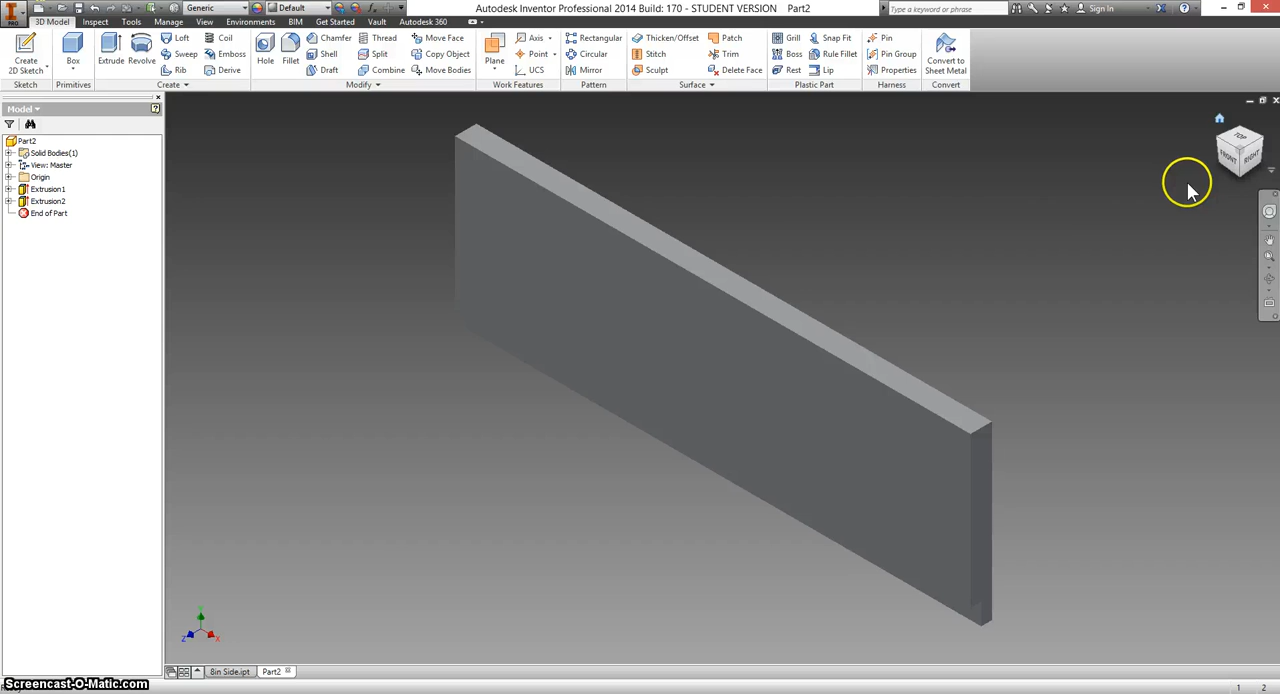 Generic
Default
Autodesk Inventor Professional 2014 Build: 170 - STUDENT VERSION Part2
Type a keyword or phrase
Sign In
PRO
3D Model Inspect Tools Manage View Environments BIM Get Started Vault Autodesk 360
Loft Coil Chamfer Thread Move Face Axis Rectangular Thicken/Offset Patch Grill Snap Fit Pin
Create 2D Sketch Box Extrude Revolve Sweep Emboss Hole Fillet Shell Split Copy Object Plane Point Circular Stitch Trim Boss Rule Fillet Pin Group Convert to Sheet Metal
Rib Derive Draft Combine Move Bodies UCS Mirror Sculpt Delete Face Rest Lip Properties
Sketch Primitives Create Modify Work Features Pattern Surface Plastic Part Harness Convert
Model
Part2
Solid Bodies(1)
View: Master
Origin
Extrusion1
Extrusion2
End of Part
TOP
FRONT RIGHT
Y
Z X
8in Side.ipt Part2
Screencast-O-Matic.com
1 2